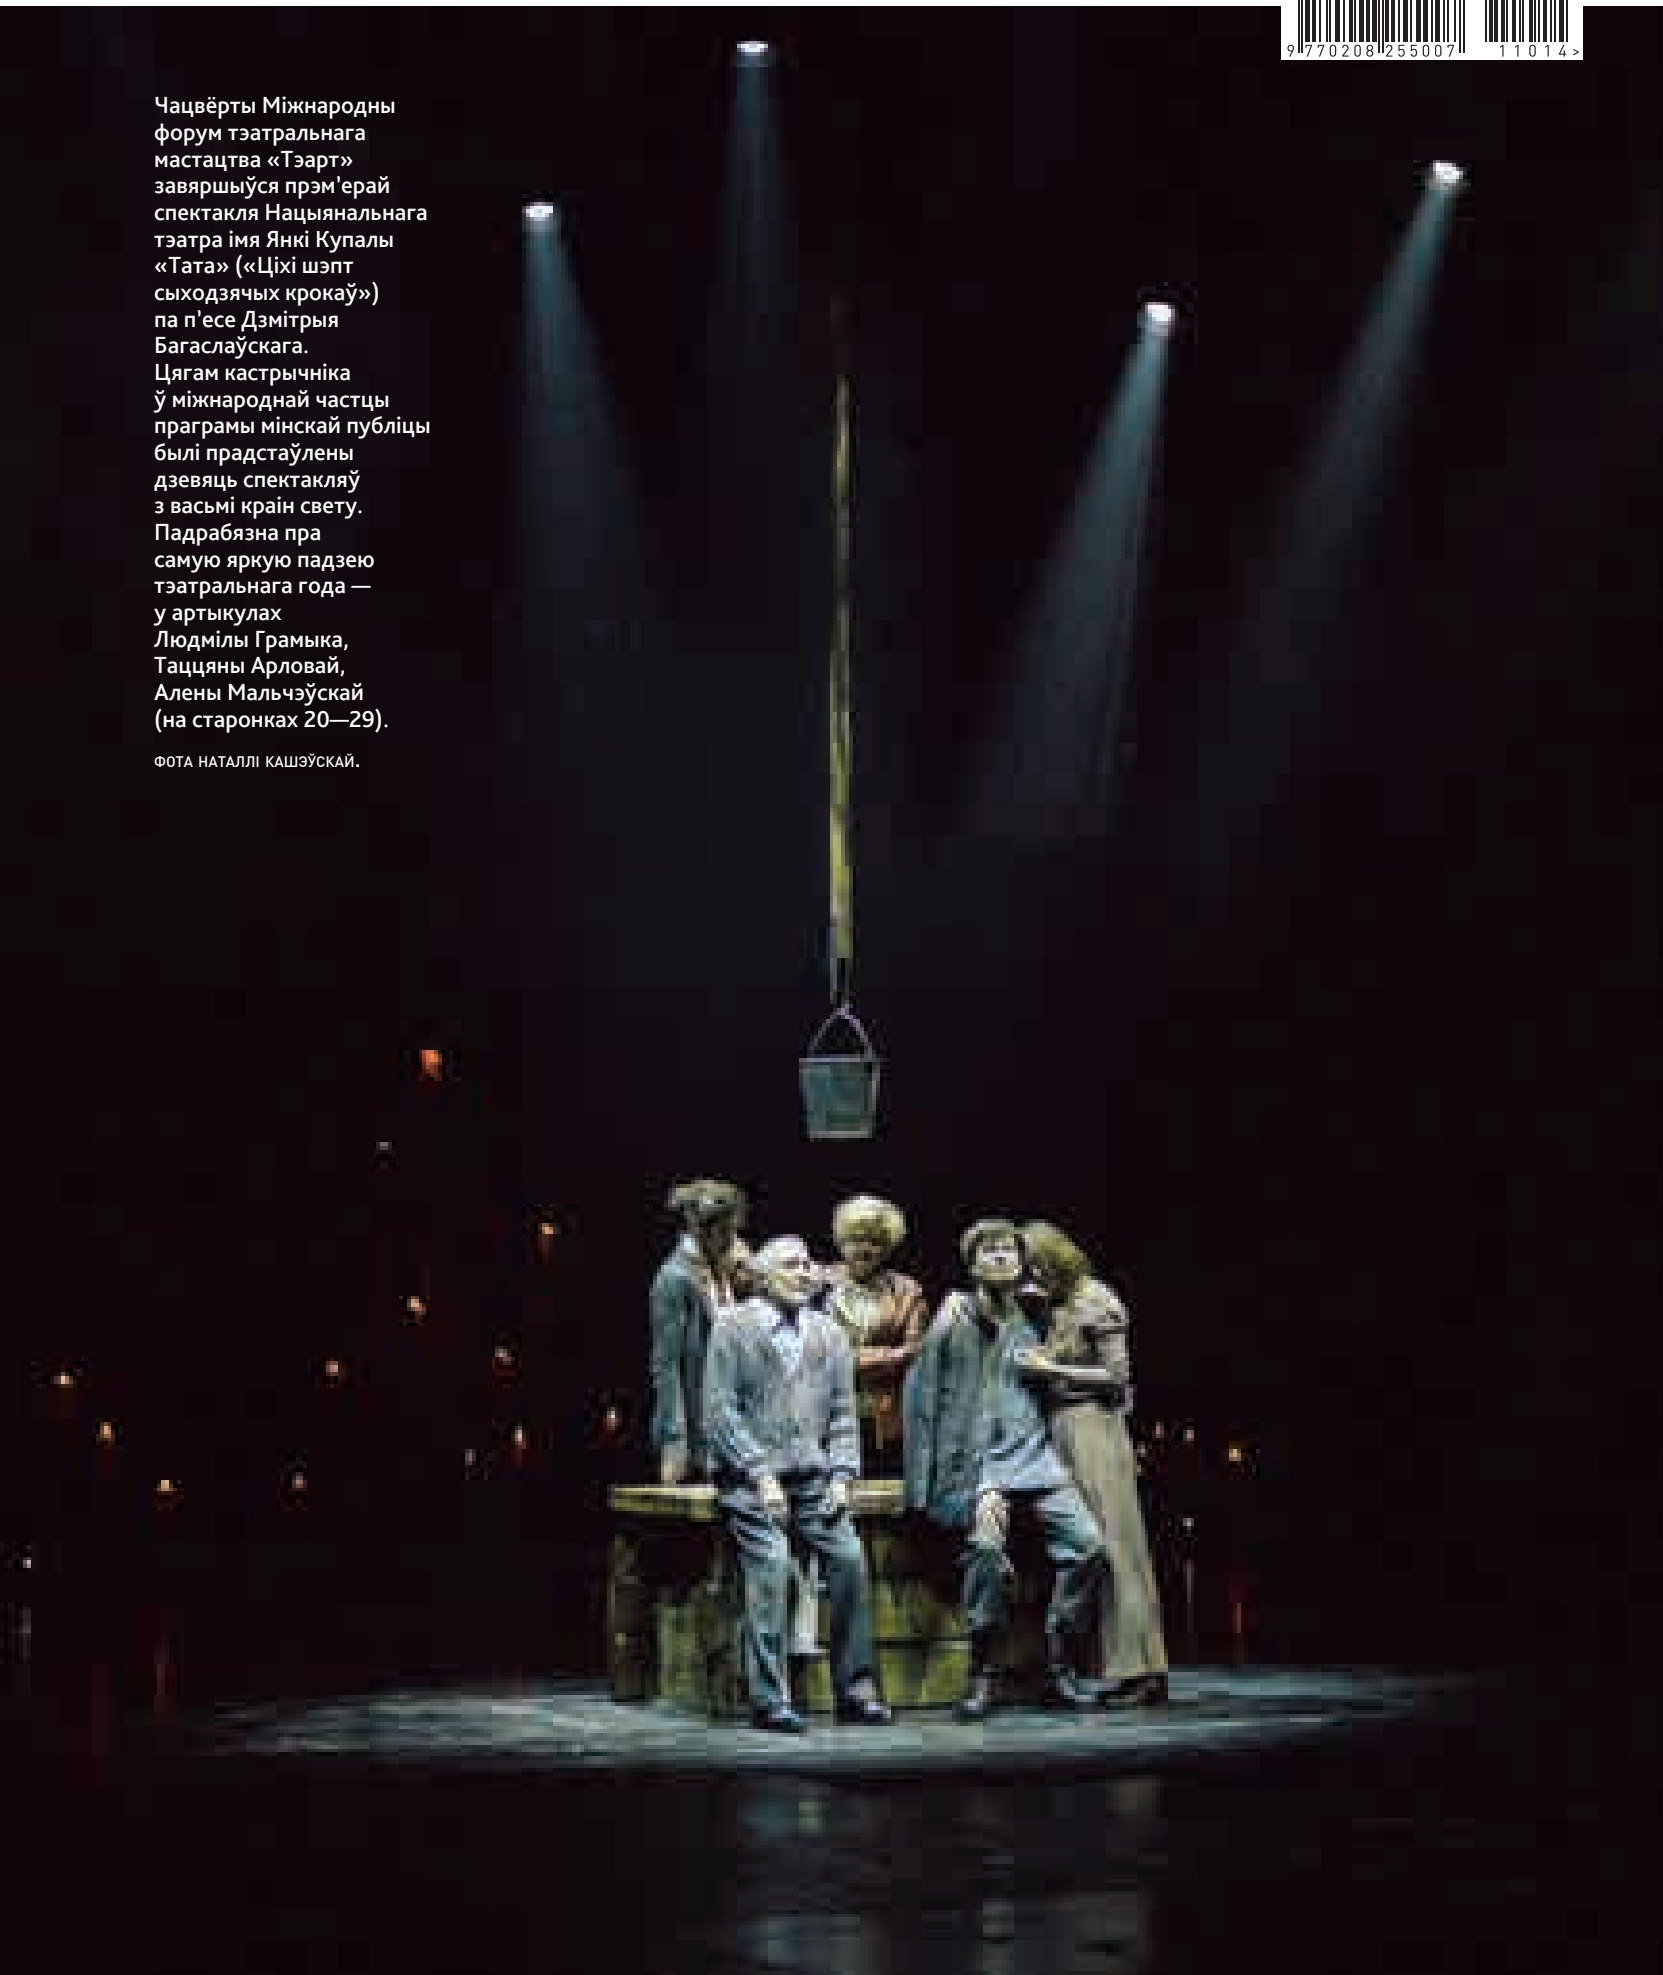 9 770208 255007 11014>
Чацвёрты Міжнародны
форум тэатральнага
мастацтва «Тэарт»
завяршыўся прэм'ерай
спектакля Нацыянальнага
тэатра імя Янкі Купалы
«Тата» («Ціхі шэпт
сыходзячых крокаў»)
па п'есе Дзмітрыя
Багаслаўскага.
Цягам кастрычніка
ў міжнароднай частцы
праграмы мінскай публіцы
былі прадстаўлены
дзевяць спектакляў
з васьмі краін свету.
Падрабязна пра
самую яркую падзею
тэатральнага года —
у артыкулах
Людмілы Грамыка,
Таццяны Арловай,
Алены Мальчэўскай
(на старонках 20—29).
ФОТА НАТАЛЛІ КАШЭЎСКАЙ.